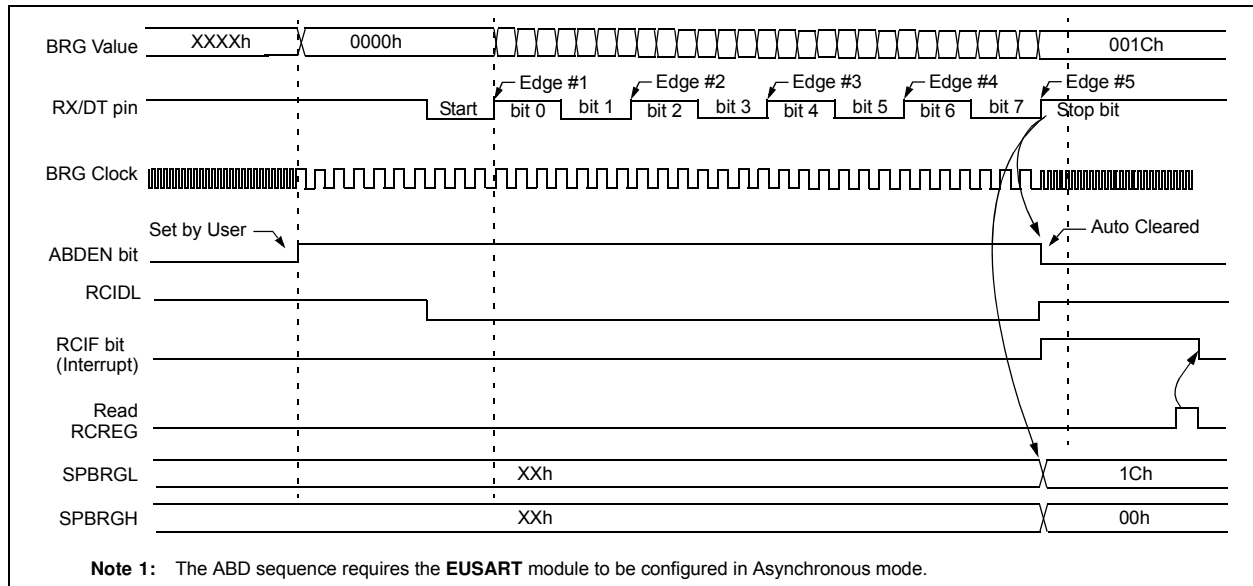 BRG Value XXXXh 0000h 001Ch
RX/DT pin Start Edge #1 bit 0 bit 1 Edge #2 bit 2 bit 3 Edge #3 bit 4 bit 5 Edge #4 bit 6 bit 7 Edge #5 Stop bit
BRG Clock
Set by User Auto Cleared
ABDEN bit
RCIDL
RCIF bit
(Interrupt)
Read
RCREG
SPBRGL XXh 1Ch
SPBRGH XXh 00h
Note 1: The ABD sequence requires the EUSART module to be configured in Asynchronous mode.